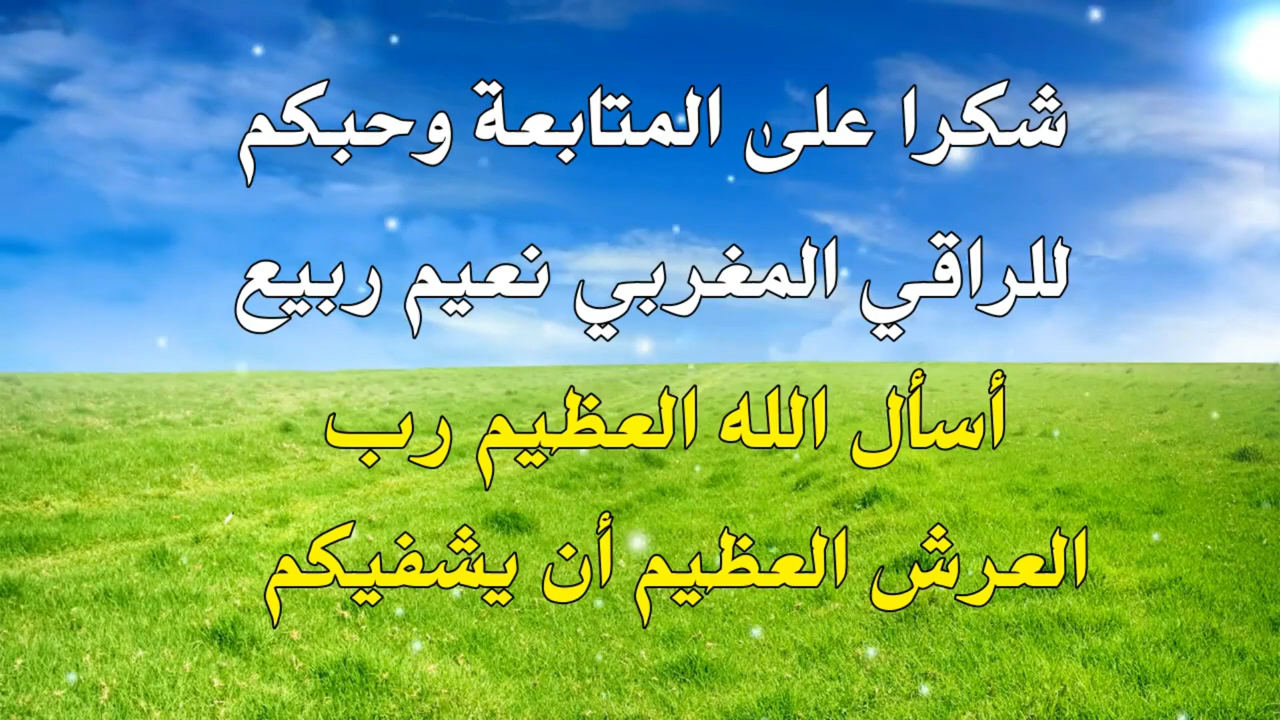 شكرا على المتابعة وحبكم
للراقي المغربي نعيم ربيع
أسأل الله العظيم رب
العرش العظيم أن يشفيكم